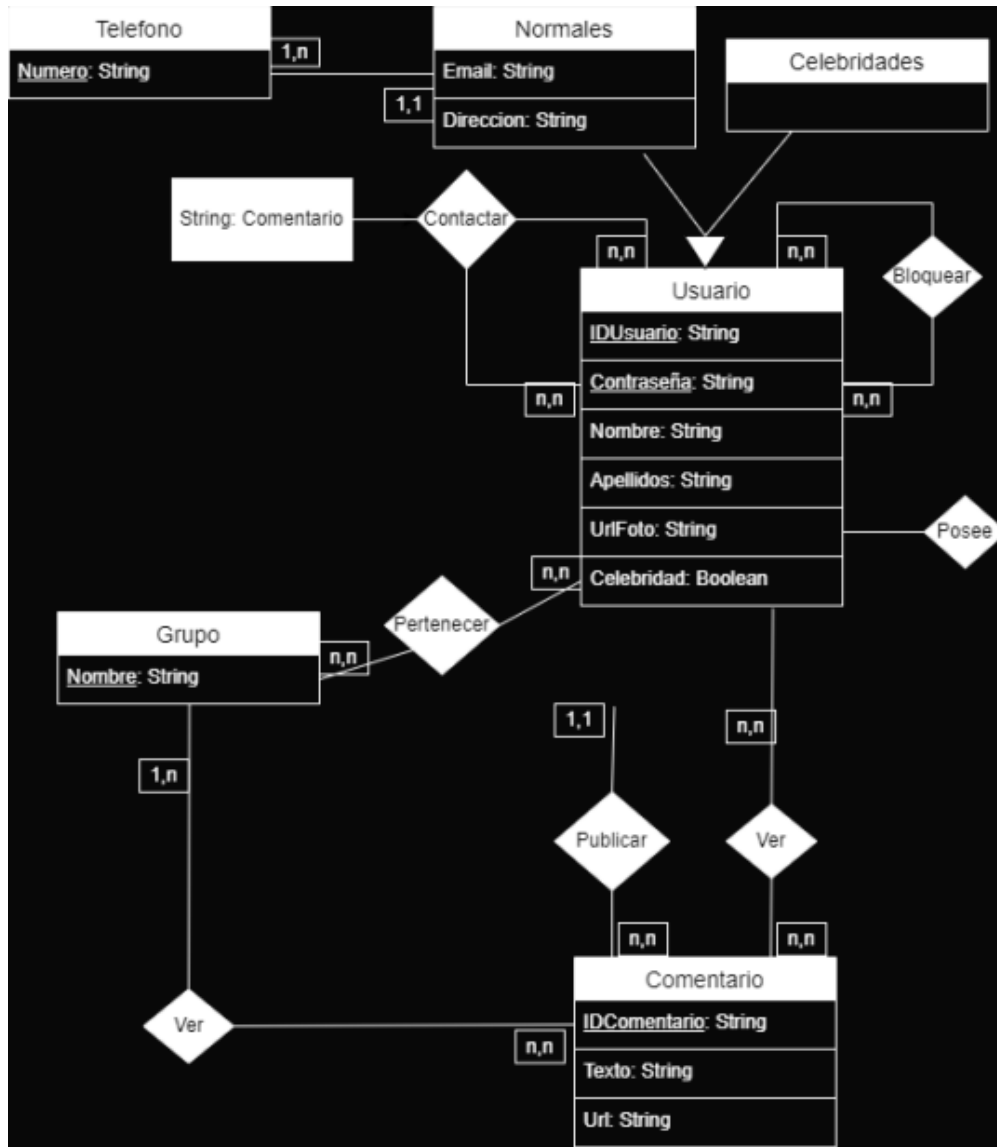 Telefono
Numero: String
1,n
Normales
Email: String
Direccion: String
1,1
Celebridades
String: Comentario
Contactar
n,n
n,n
Bloquear
n,n
n,n
Usuario
IDUsuario: String
Contraseña: String
Nombre: String
Apellidos: String
UrlFoto: String
Celebridad: Boolean
Posee
n,n
Pertenecer
n,n
Grupo
Nombre: String
1,n
1,1
n,n
Publicar
Ver
n,n
n,n
Ver
n,n
Comentario
IDComentario: String
Texto: String
Url: String